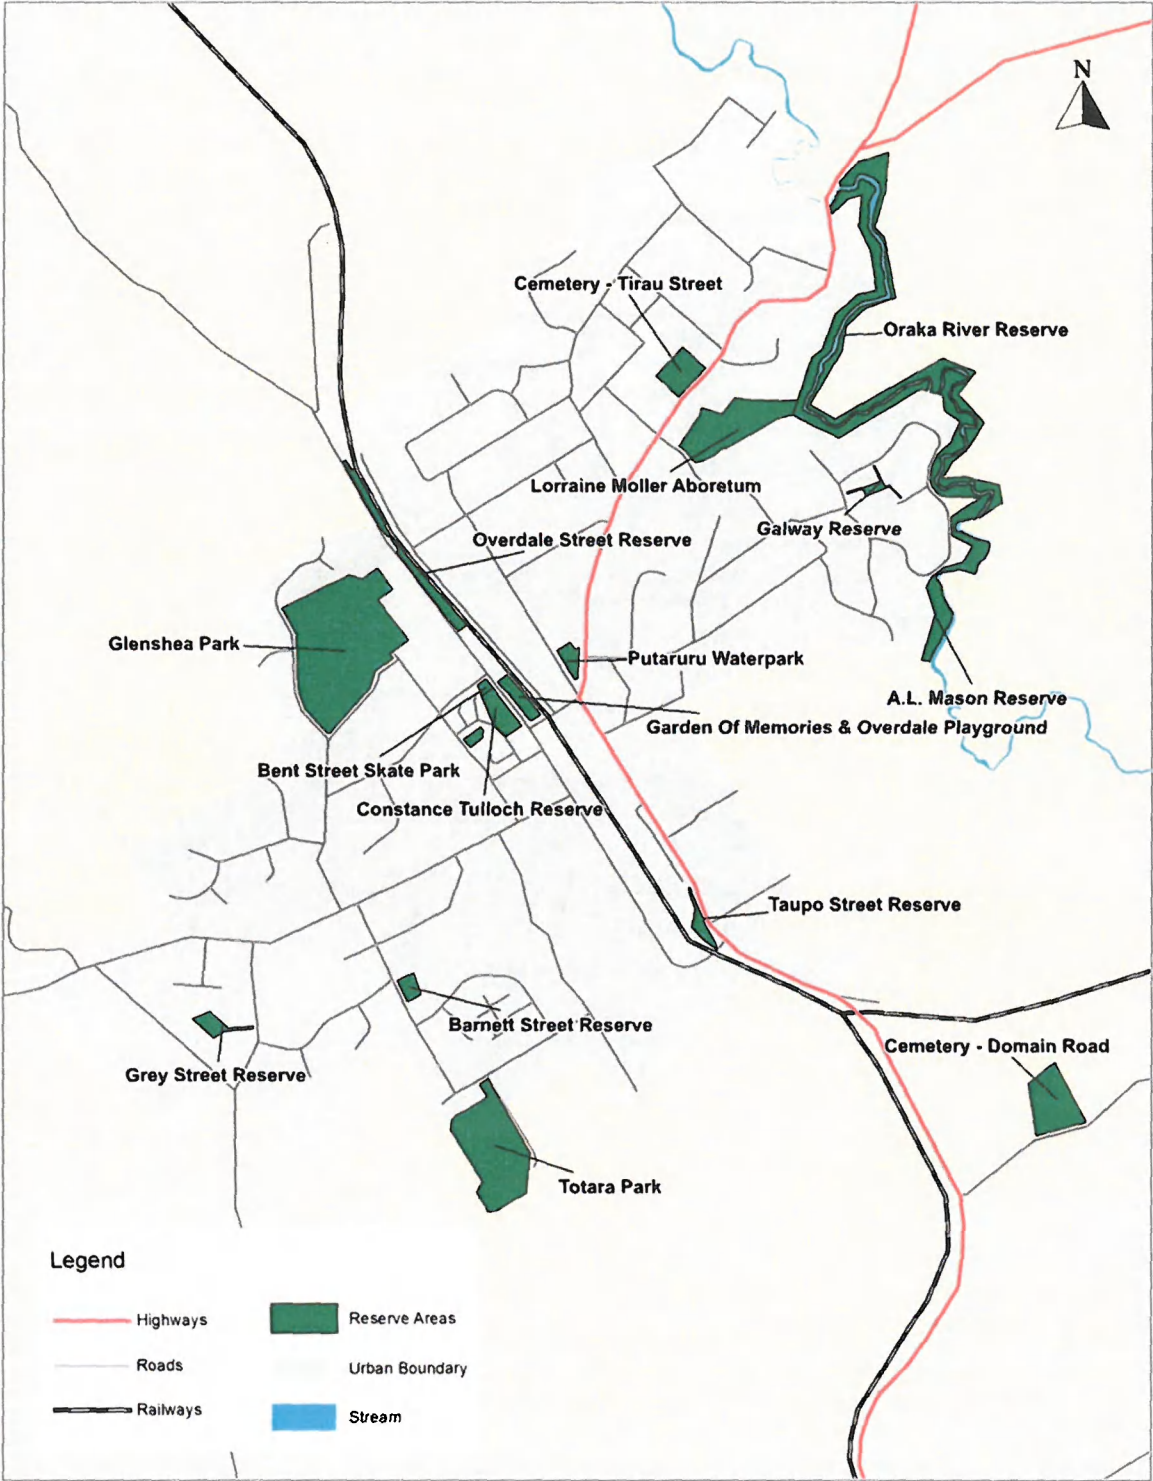 N
Cemetery - Tirau Street
Oraka River Reserve
Lorraine Moller Aboretum
Galway Reserve
Overdale Street Reserve
Glenshea Park
Putaruru Waterpark
A.L. Mason Reserve
Garden Of Memories & Overdale Playground
Bent Street Skate Park
Constance Tulloch Reserve
Taupo Street Reserve
Barnett Street Reserve
Cemetery - Domain Road
Grey Street Reserve
Totara Park
Legend
Highways
Reserve Areas
Roads
Urban Boundary
Railways
Stream